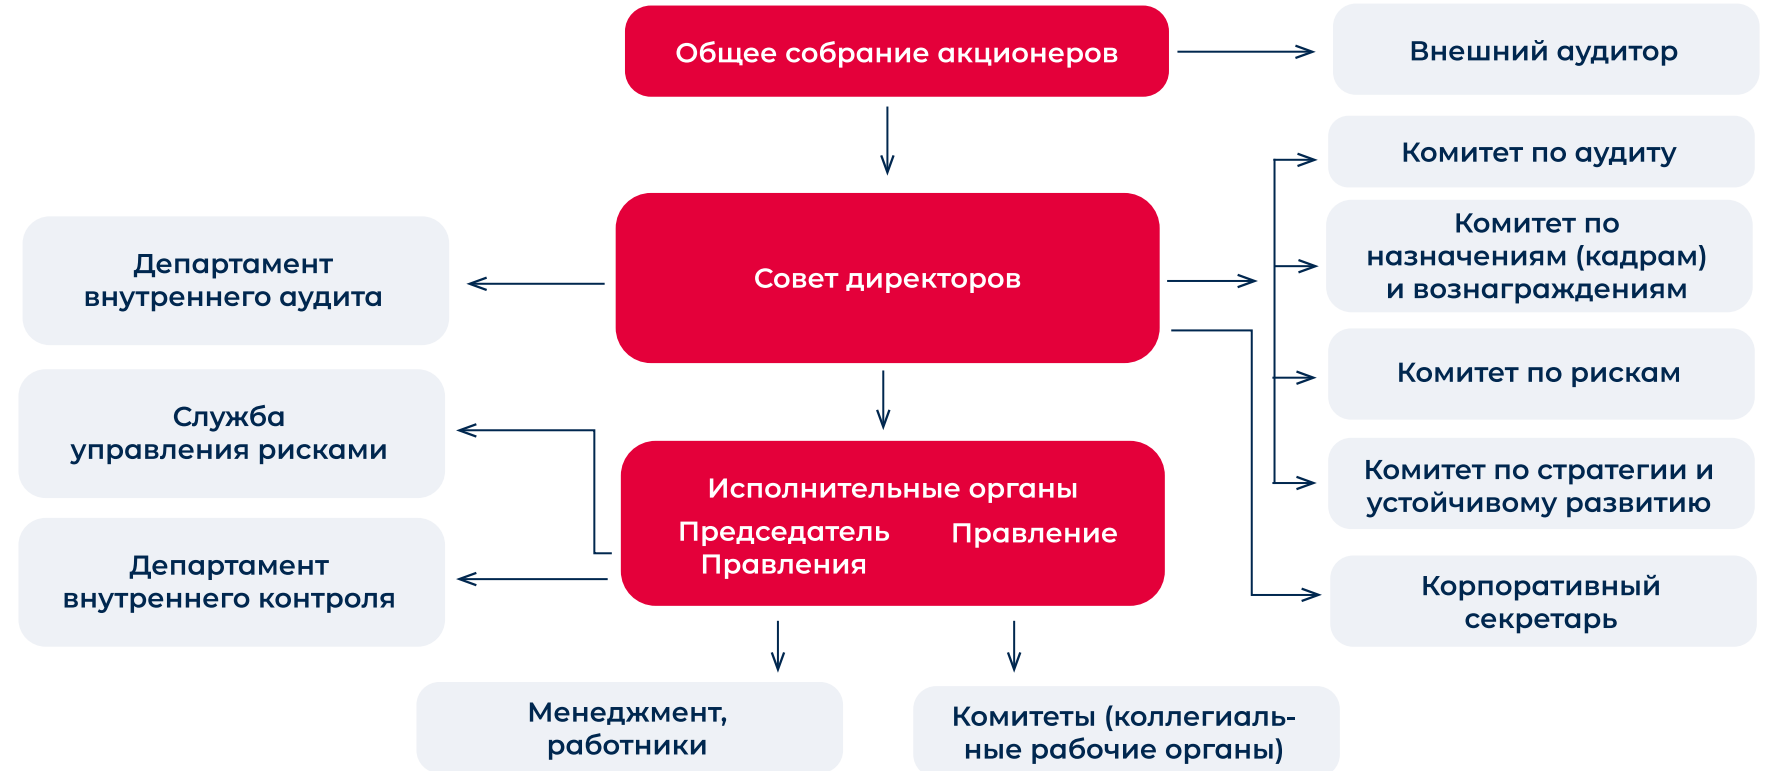 Общее собрание акционеров
Внешний аудитор
Комитет по аудиту
Комитет по
назначениям (кадрам)
и вознаграждениям
Департамент
внутреннего аудита
Совет директоров
Комитет по рискам
Служба
управления рисками
Исполнительные органы
Председатель
Правления
Правление
Комитет по стратегии и
устойчивому развитию
Департамент
внутреннего контроля
Корпоративный
секретарь
Менеджмент,
работники
Комитеты (коллегиаль-
ные рабочие органы)